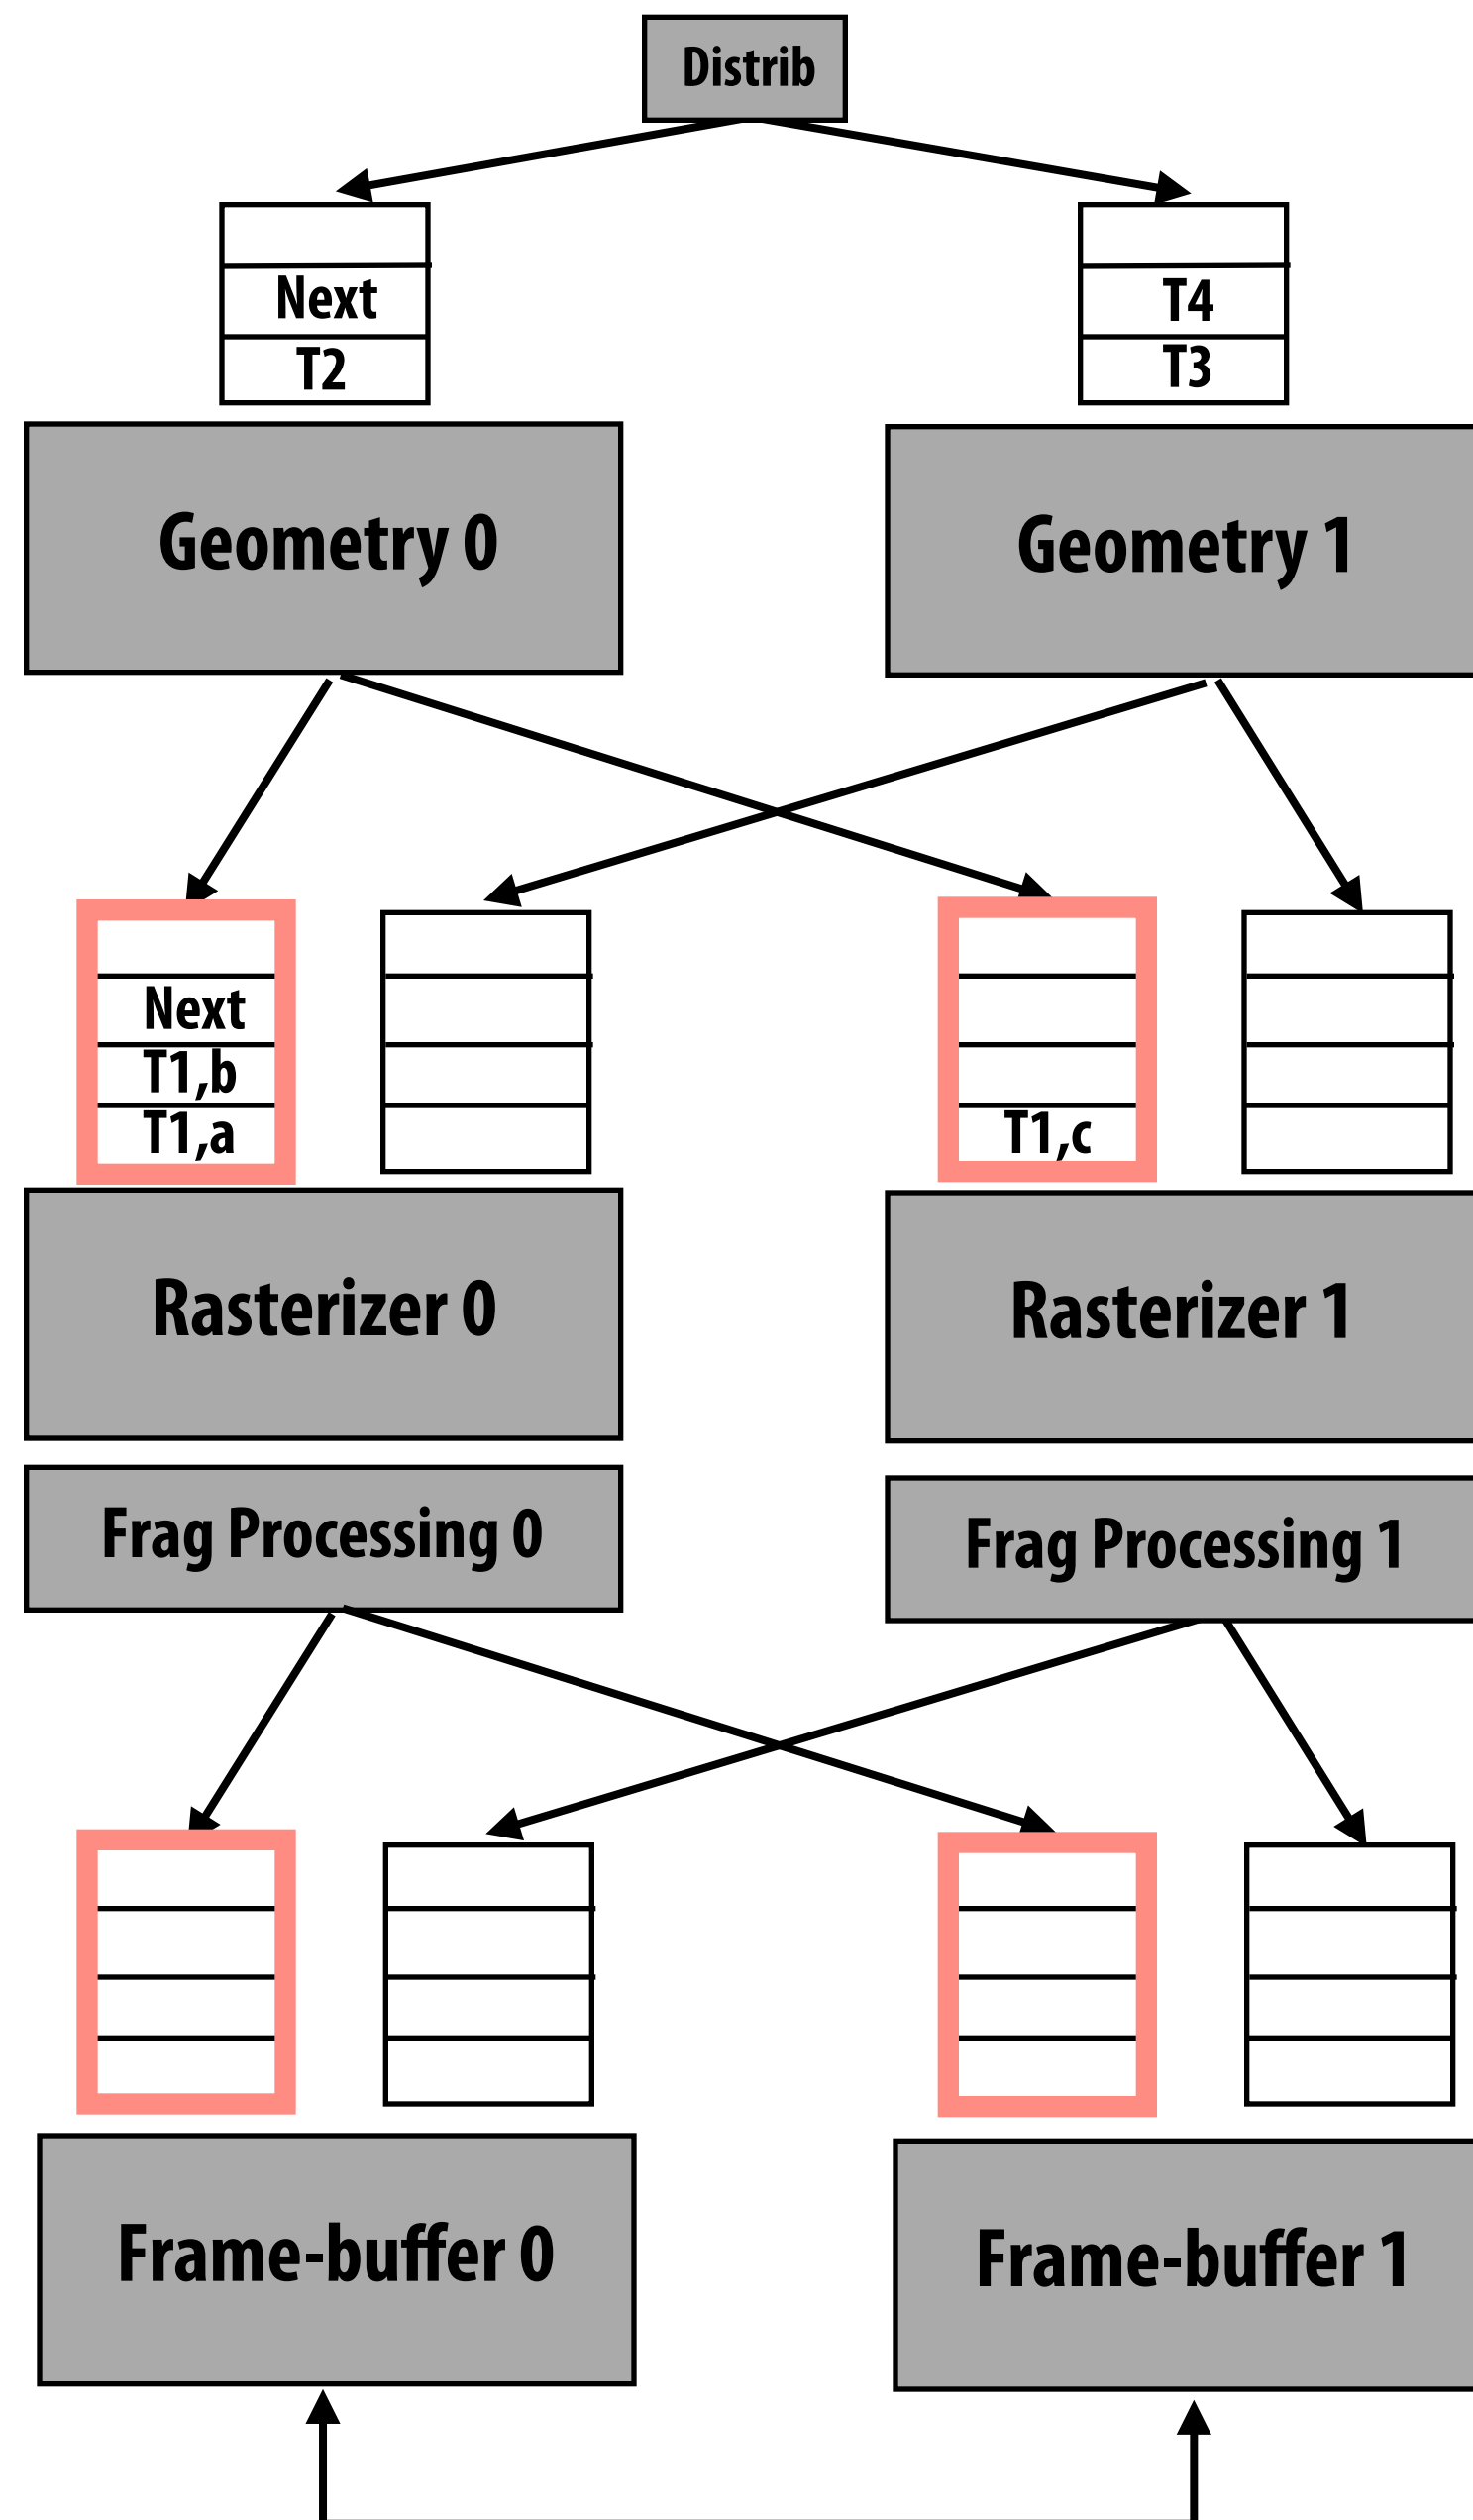 Distrib
Next
T2
T4
T3
Geometry 0
Geometry 1
Next
T1,b
T1,a
T1,c
Rasterizer 0
Rasterizer 1
Frag Processing 0
Frag Processing 1
Frame-buffer 0
Frame-buffer 1